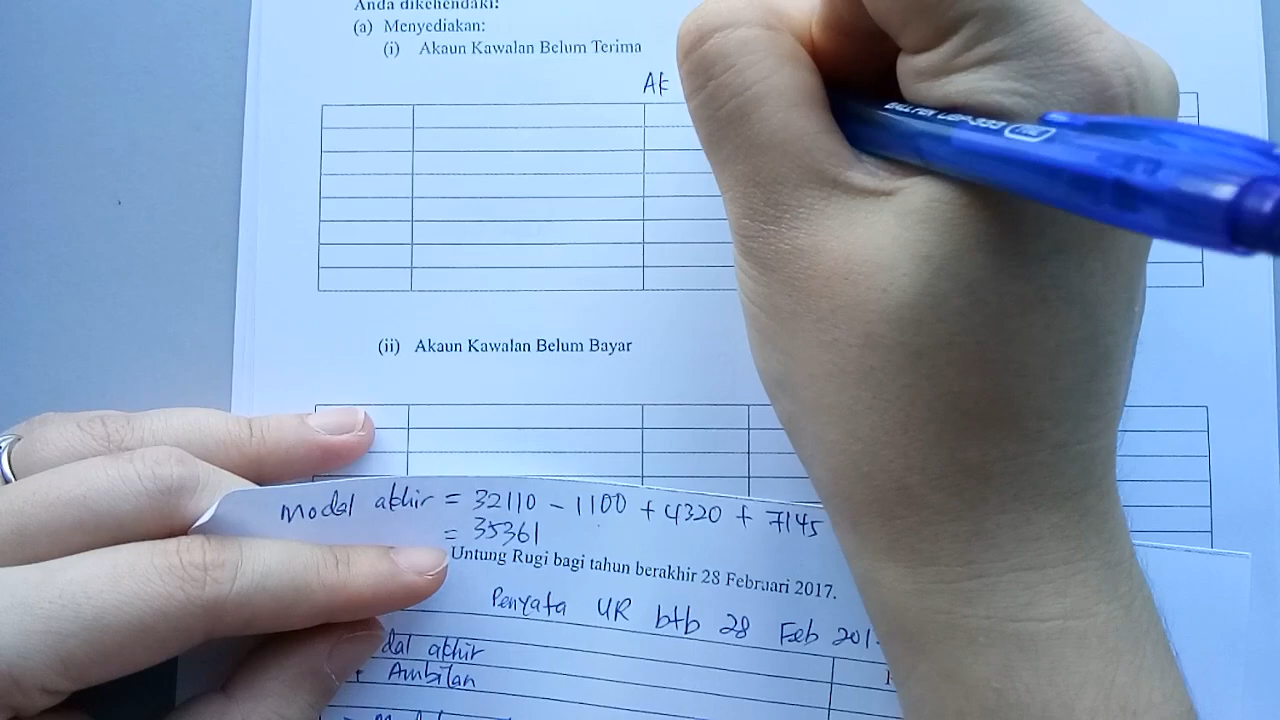 Anda dikehendaki:
(a) Menyediakan:
(i) Akaun Kawalan Belum Terima
Ak
(ii) Akaun Kawalan Belum Bayar
Modal akhir = 32110 - 1100 + 4320 + 7145
= 35361
Untung Rugi bagi tahun berakhir 28 Februari 2017.
Penyata UR btb 28 Feb 201
dal akhir
+ Ambilan